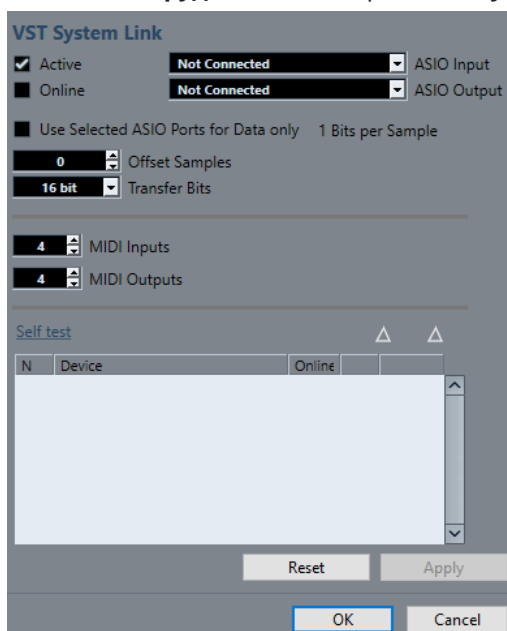 VST System Link
Active Not Connected ASIO Input
Online Not Connected ASIO Output
Use Selected ASIO Ports for Data only 1 Bits per Sample
0 Offset Samples
16 bit Transfer Bits
4 MIDI Inputs
4 MIDI Outputs
Self test
N Device Online
Reset Apply
OK Cancel